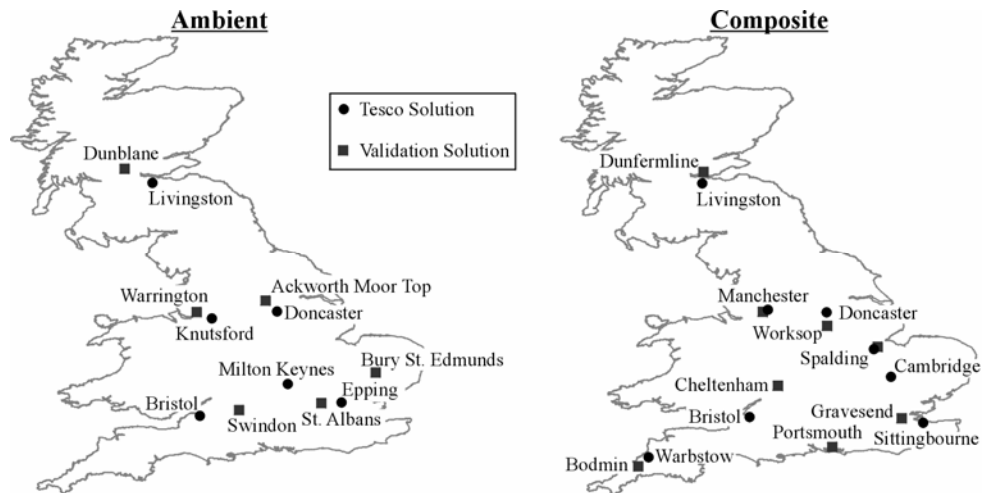 Ambient
Composite
Tesco Solution
Validation Solution
Dunblane
Livingston
Warrington
Ackworth Moor Top
Doncaster
Knutsford
Milton Keynes
Bury St. Edmunds
Epping
Bristol
Swindon
St. Albans
Dunfermline
Livingston
Manchester
Doncaster
Worksop
Spalding
Cambridge
Cheltenham
Bristol
Gravesend
Portsmouth
Sittingbourne
Warbstow
Bodmin